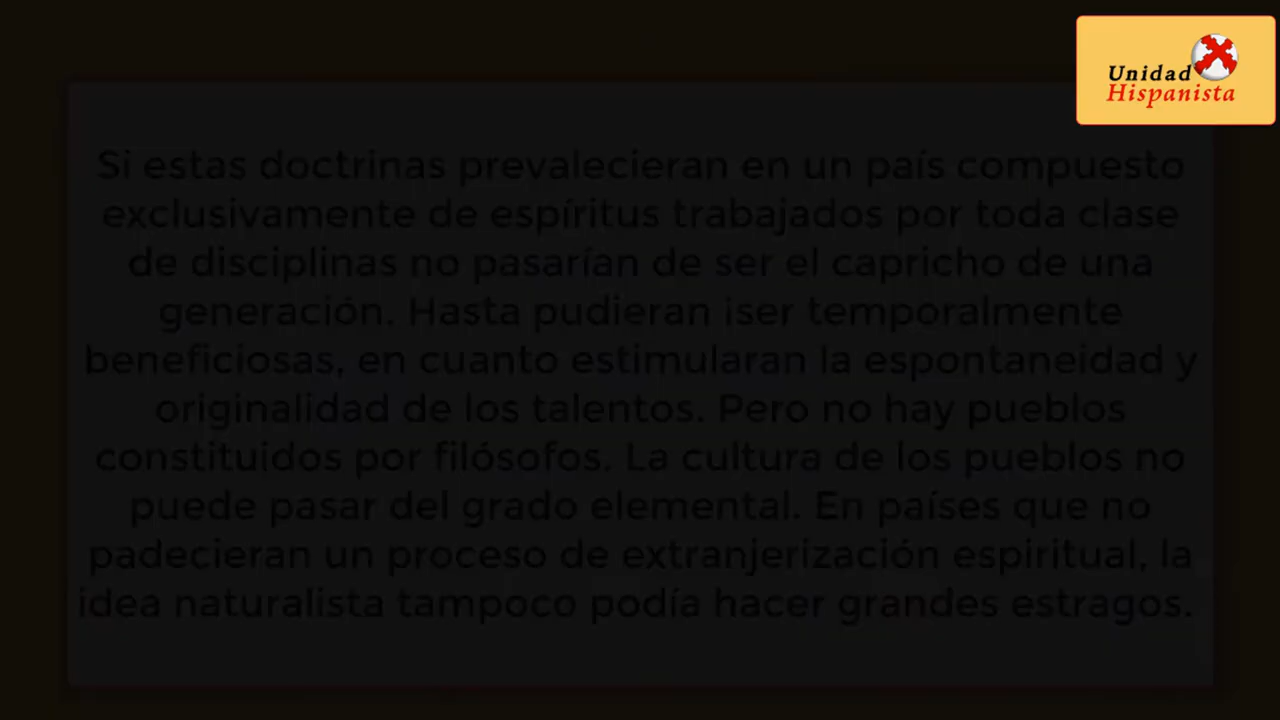 Unidad
Hispanista
Si estas doctrinas prevalecieran en un país compuesto
exclusivamente de espíritus trabajados por toda clase
de disciplinas no pasarían de ser el capricho de una
generación. Hasta pudieran iser temporalmente
beneficiosas, en cuanto estimularan la espontaneidad y
originalidad de los talentos. Pero no hay pueblos
constituidos por filósofos. La cultura de los pueblos no
puede pasar del grado elemental. En países que no
padecieran un proceso de extranjerización espiritual, la
idea naturalista tampoco podía hacer grandes estragos.